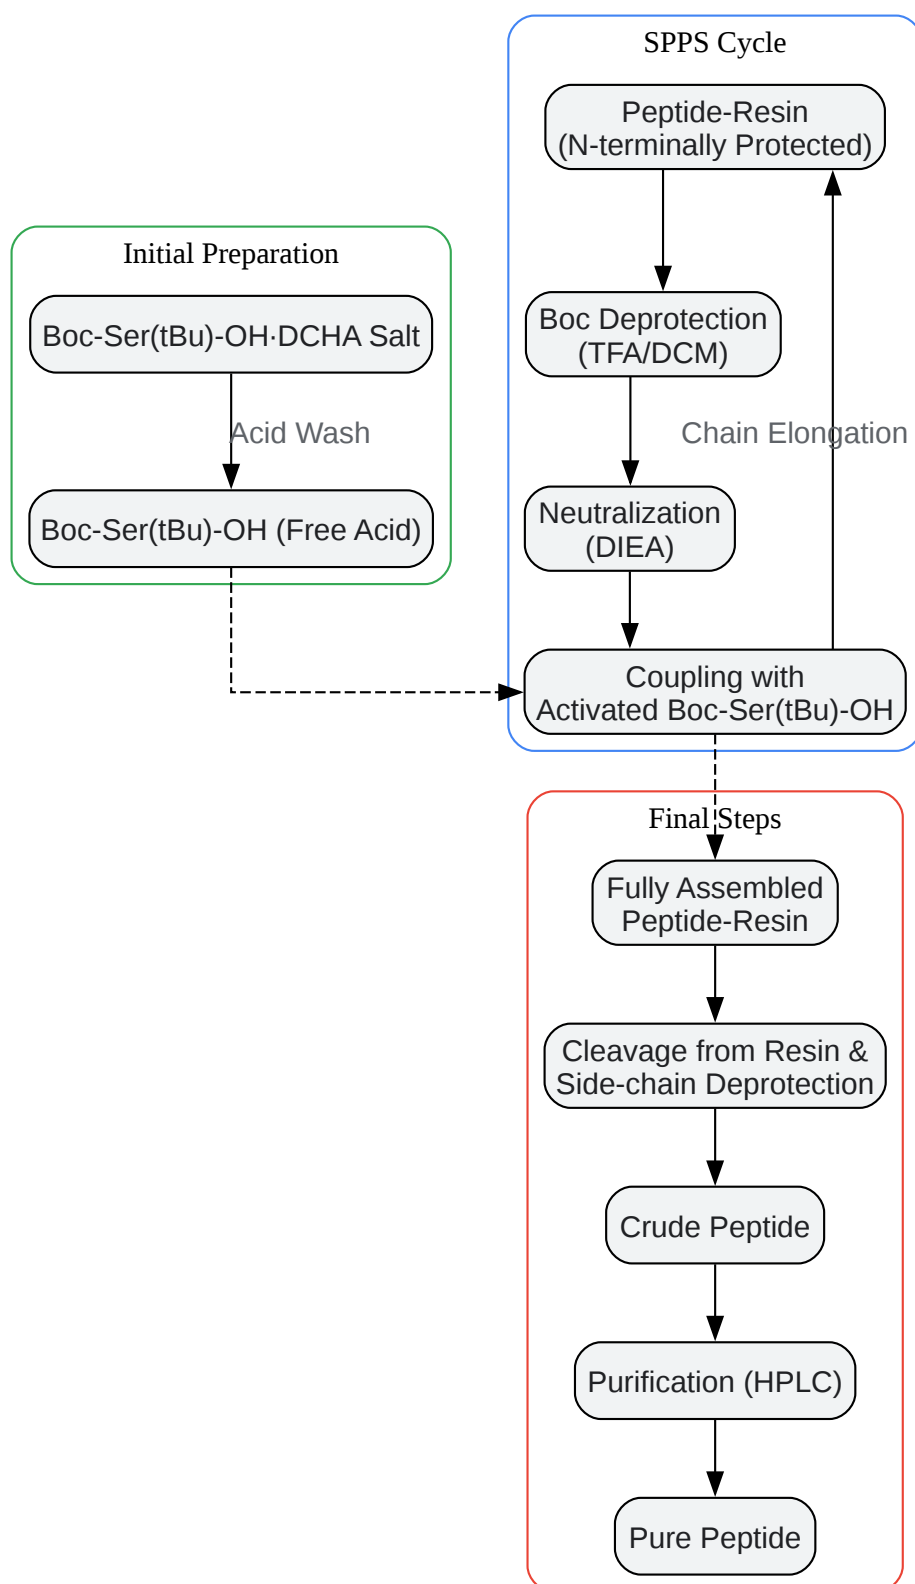 SPPS Cycle
Peptide-Resin
(N-terminally Protected)
Initial Preparation
Boc-Ser(tBu)-OH·DCHA Salt
Boc Deprotection
(TFA/DCM)
Acid Wash
Chain Elongation
Boc-Ser(tBu)-OH (Free Acid)
Neutralization
(DIEA)
Coupling with
Activated Boc-Ser(tBu)-OH
Final Steps
Fully Assembled
Peptide-Resin
Cleavage from Resin &
Side-chain Deprotection
Crude Peptide
Purification (HPLC)
Pure Peptide